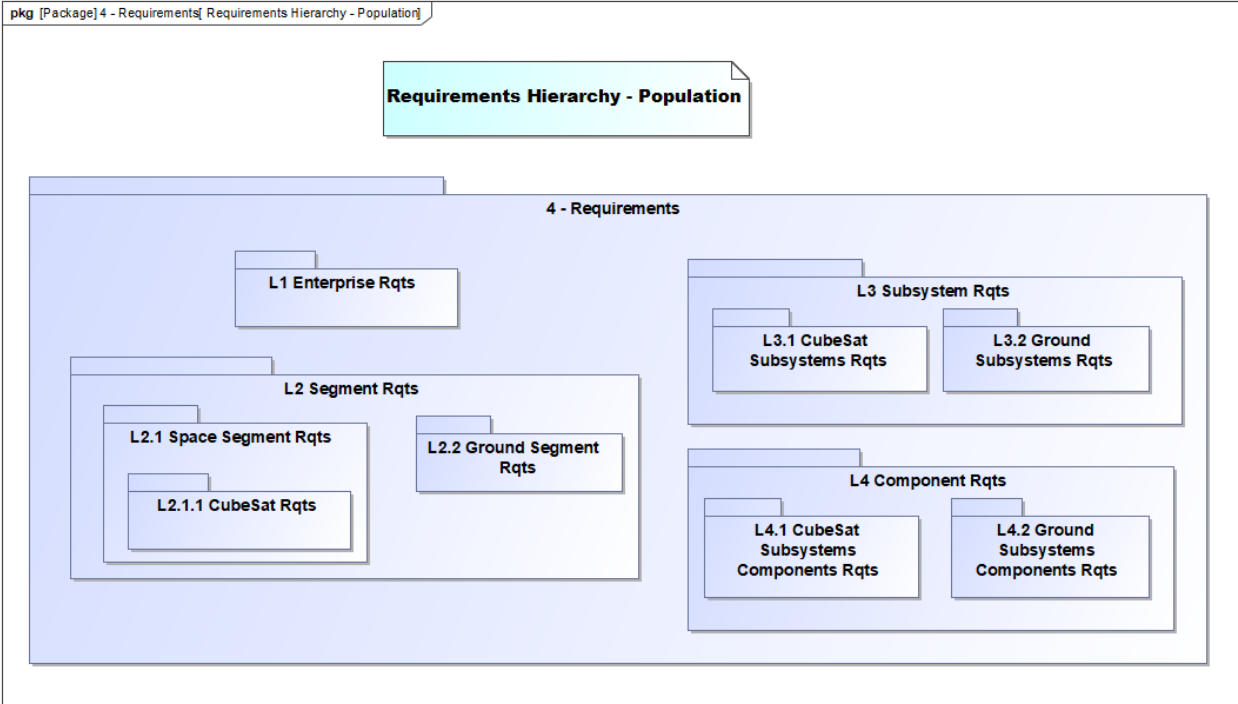 pkg [Package] 4 - Requirements[ Requirements Hierarchy - Population]
Requirements Hierarchy - Population
4 - Requirements
L1 Enterprise Rqts
L2 Segment Rqts
L2.1 Space Segment Rqts
L2.1.1 CubeSat Rqts
L2.2 Ground Segment
Rqts
L3 Subsystem Rqts
L3.1 CubeSat
Subsystems Rqts
L3.2 Ground
Subsystems Rqts
L4 Component Rqts
L4.1 CubeSat
Subsystems
Components Rqts
L4.2 Ground
Subsystems
Components Rqts